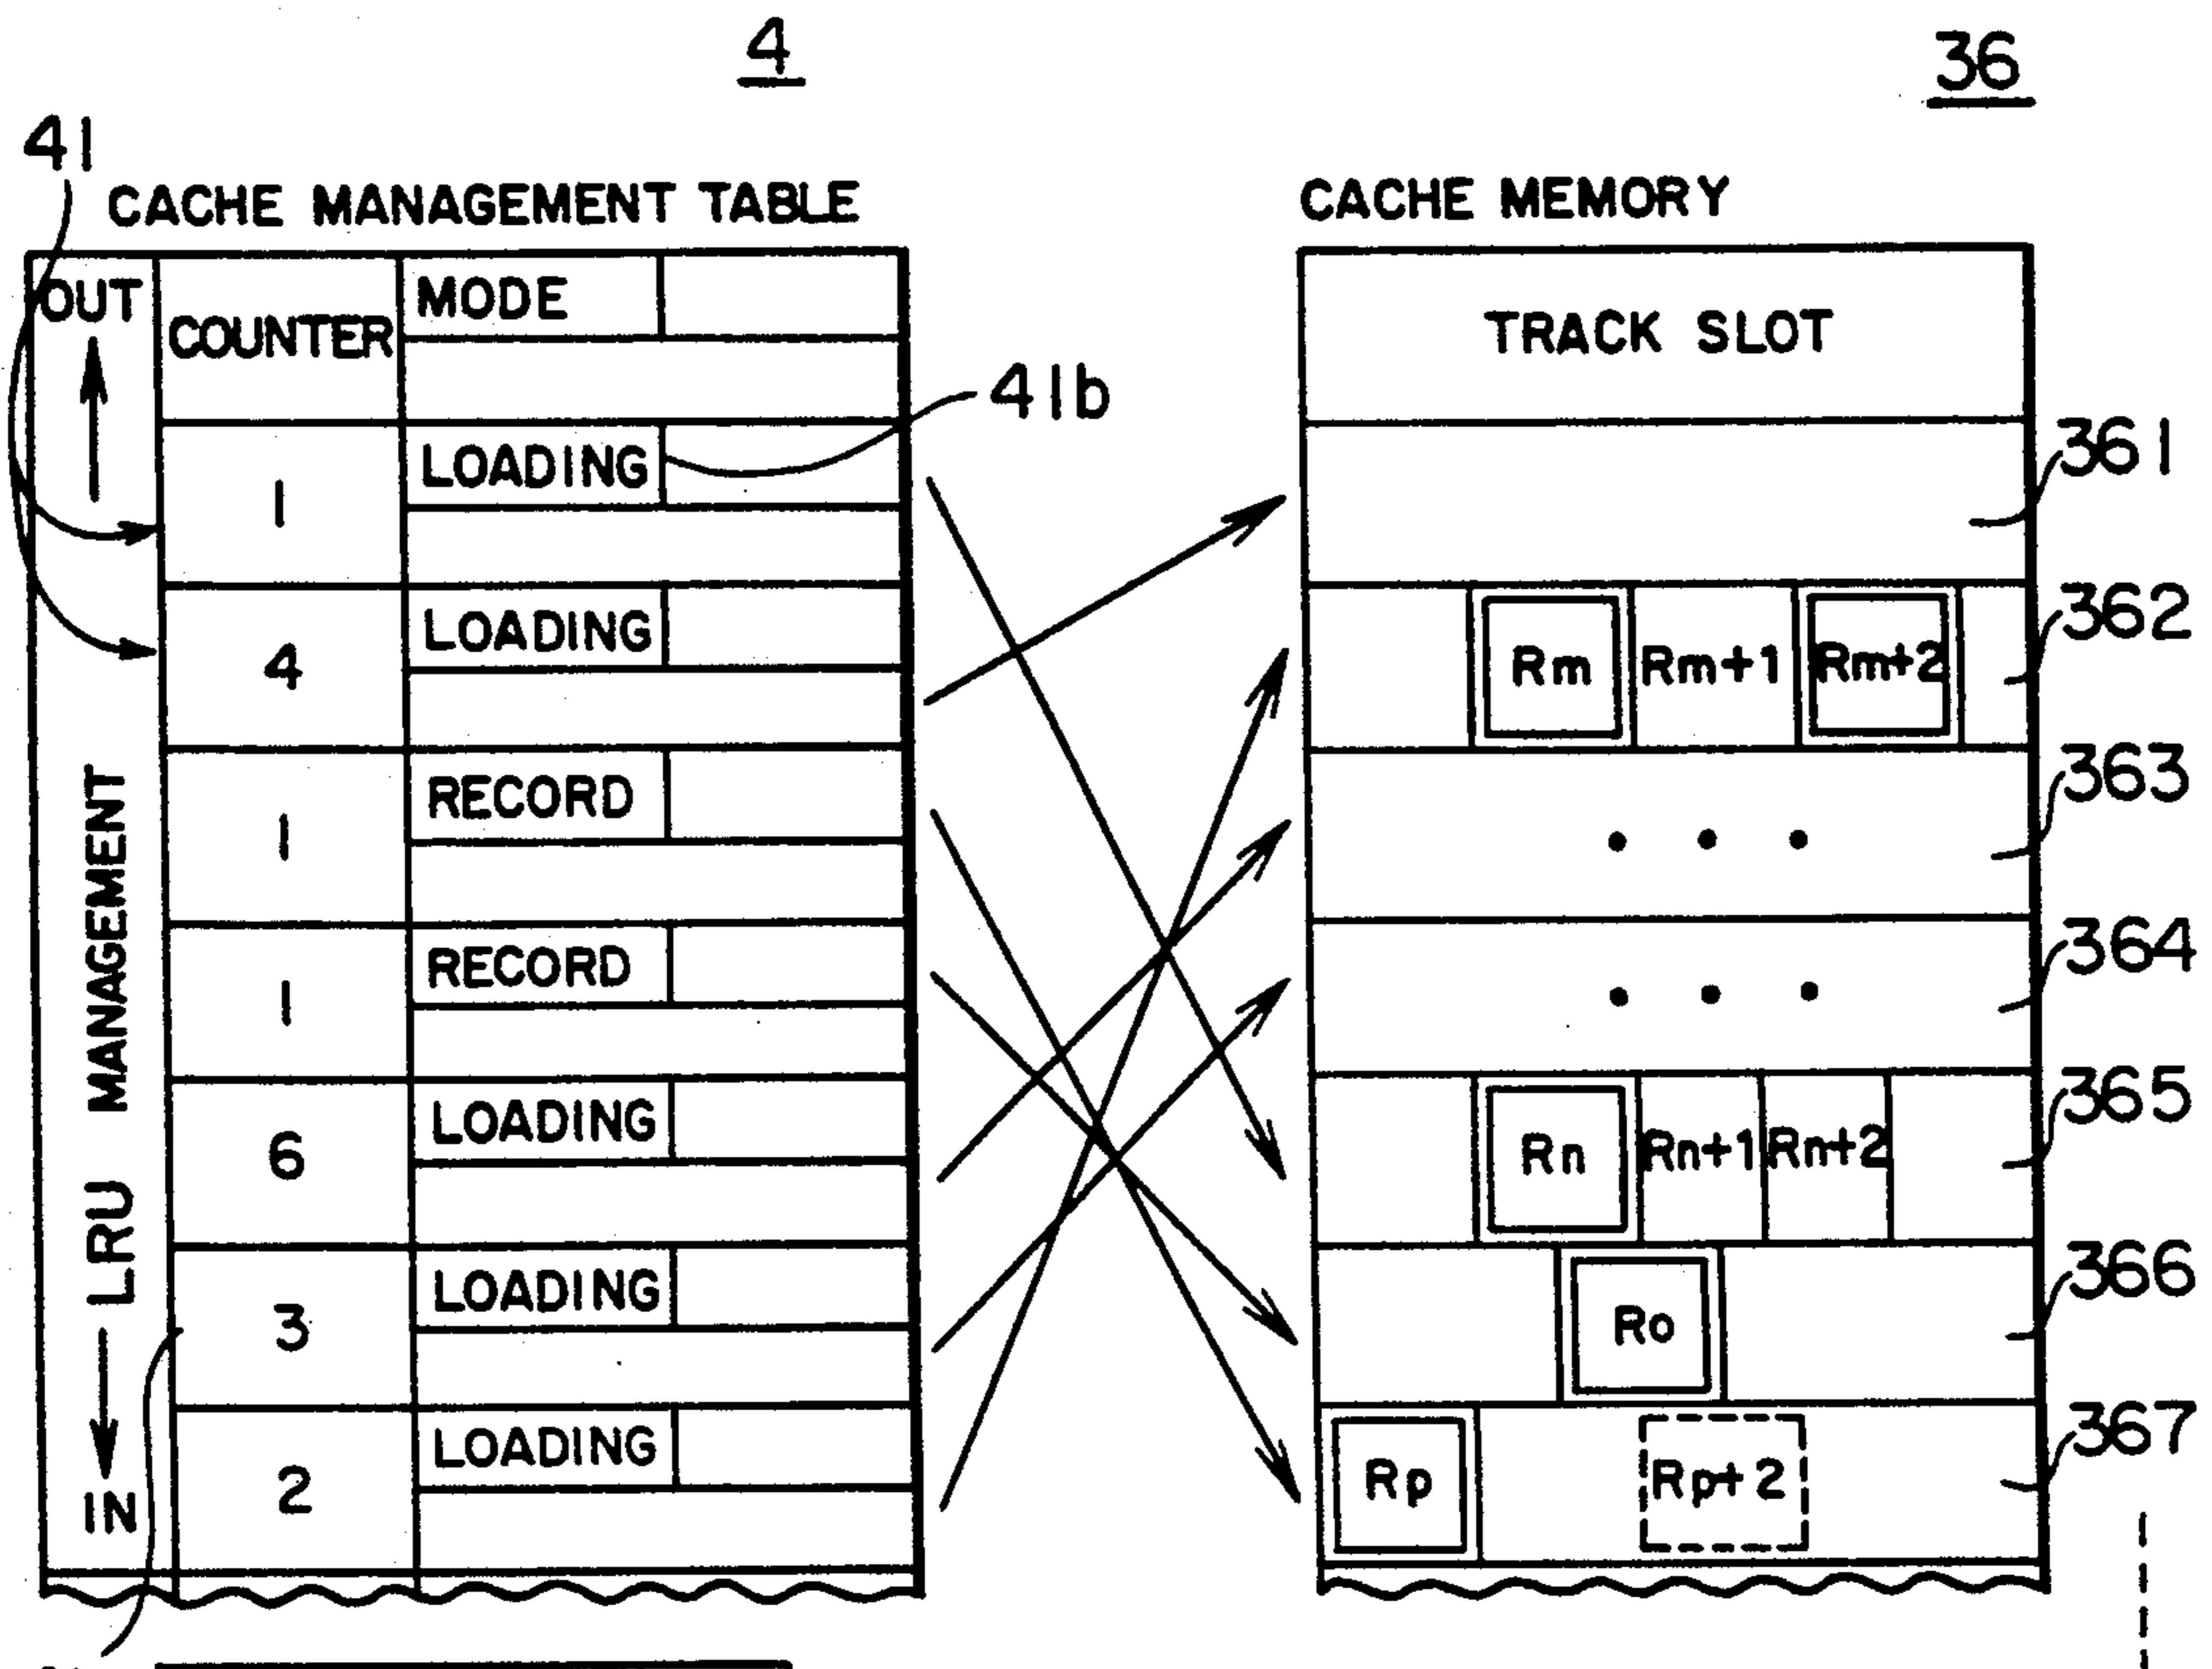 4
36
41
CACHE MANAGEMENT TABLE
CACHE MEMORY
OUT
COUNTER
MODE
TRACK SLOT
41b
1
LOADING
361
4
LOADING
Rm
Rm+1
Rm+2
362
1
RECORD
• • •
363
1
RECORD
• • •
364
6
LOADING
Rn
Rn+1
Rn+2
365
3
LOADING
Ro
366
2
LOADING
Rp
Rp+2
367
LRU MANAGEMENT
IN